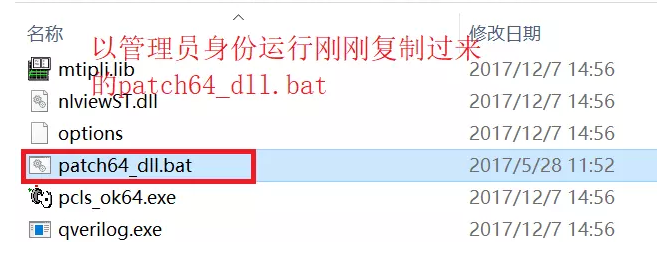 名称
修改日期
以管理员身份运行刚刚复制过来
的patch64_dll.bat
mtipli.lib 2017/12/7 14:56
nlviewST.dll 2017/12/7 14:56
options 2017/12/7 14:56
patch64_dll.bat 2017/5/28 11:52
pcls_ok64.exe 2017/12/7 14:56
qverilog.exe 2017/12/7 14:56